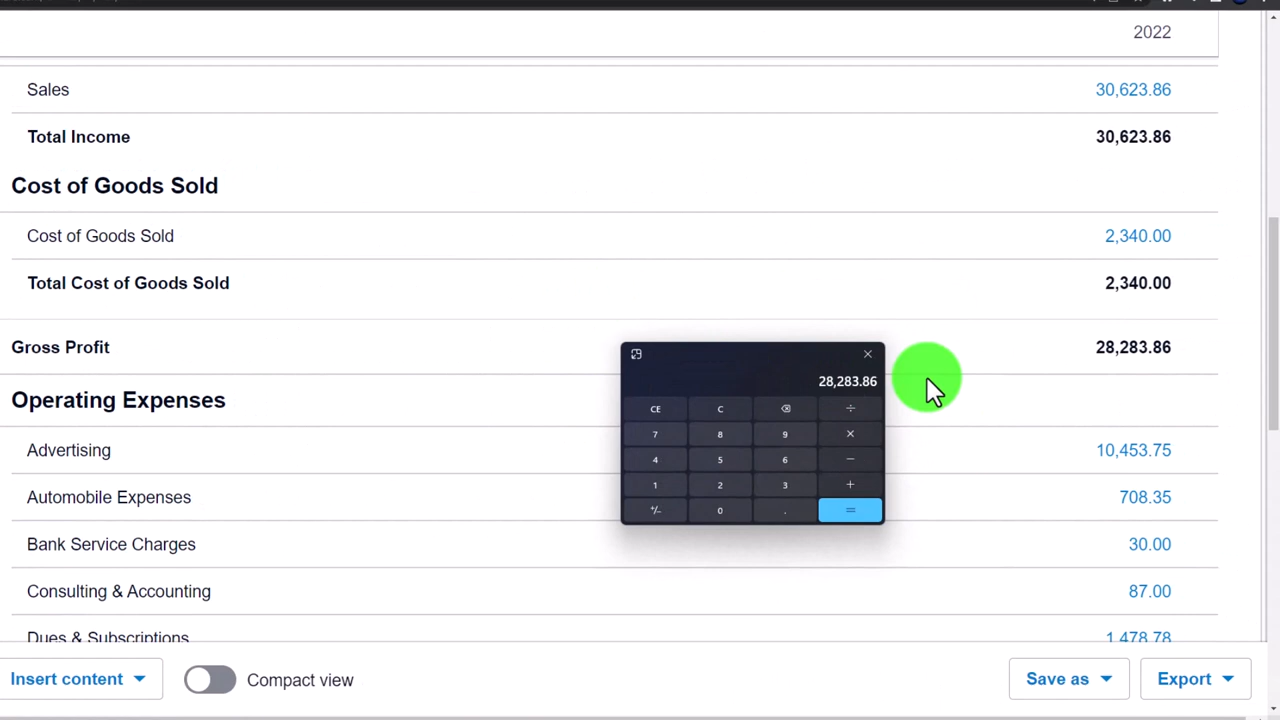 2022
Sales 30,623.86
Total Income 30,623.86
Cost of Goods Sold
Cost of Goods Sold 2,340.00
Total Cost of Goods Sold 2,340.00
Gross Profit 28,283.86
28,283.86
CE C ⌫ ÷
7 8 9 ×
4 5 6 −
1 2 3 +
+/- 0 . =
Operating Expenses
Advertising 10,453.75
Automobile Expenses 708.35
Bank Service Charges 30.00
Consulting & Accounting 87.00
Dues & Subscriptions 1,478.78
Insert content Compact view Save as Export